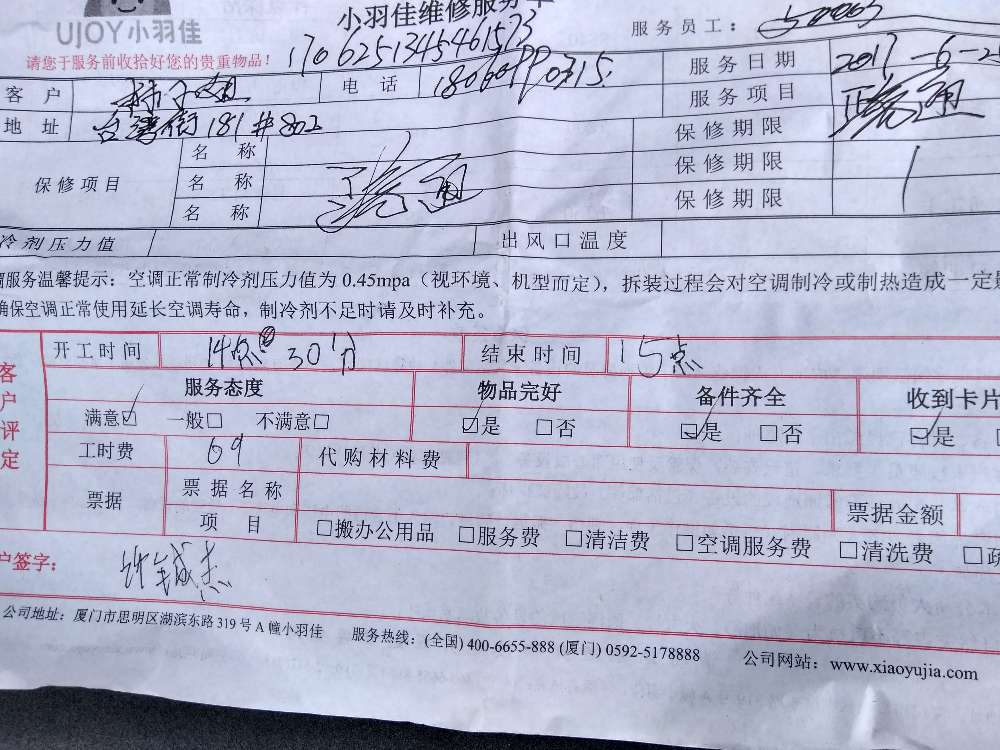 UJOY小羽佳
小羽佳维修服务单
服务员工：
请您于服务前收拾好您的贵重物品！
1706251345461573
服务日期 2017-6-2
客户
电话 18060990315
服务项目
地址 台湾街181#802
保修期限
保修项目
名称
保修期限
名称
保修期限
名称
冷剂压力值
出风口温度
服务温馨提示：空调正常制冷剂压力值为 0.45mpa（视环境、机型而定），拆装过程会对空调制冷或制热造成一定
确保空调正常使用延长空调寿命，制冷剂不足时请及时补充。
客户评定
开工时间 14点30分 结束时间 15点
服务态度 物品完好 备件齐全 收到卡片
满意☑ 一般□ 不满意□ ☑是 □否 ☑是 □否 ☑是
工时费 69 代购材料费
票据 票据名称 票据金额
项目 □搬办公用品 □服务费 □清洁费 □空调服务费 □清洗费 □疏
户签字：
公司地址：厦门市思明区湖滨东路 319 号 A 幢小羽佳 服务热线：(全国) 400-6655-888 (厦门) 0592-5178888 公司网站：www.xiaoyujia.com